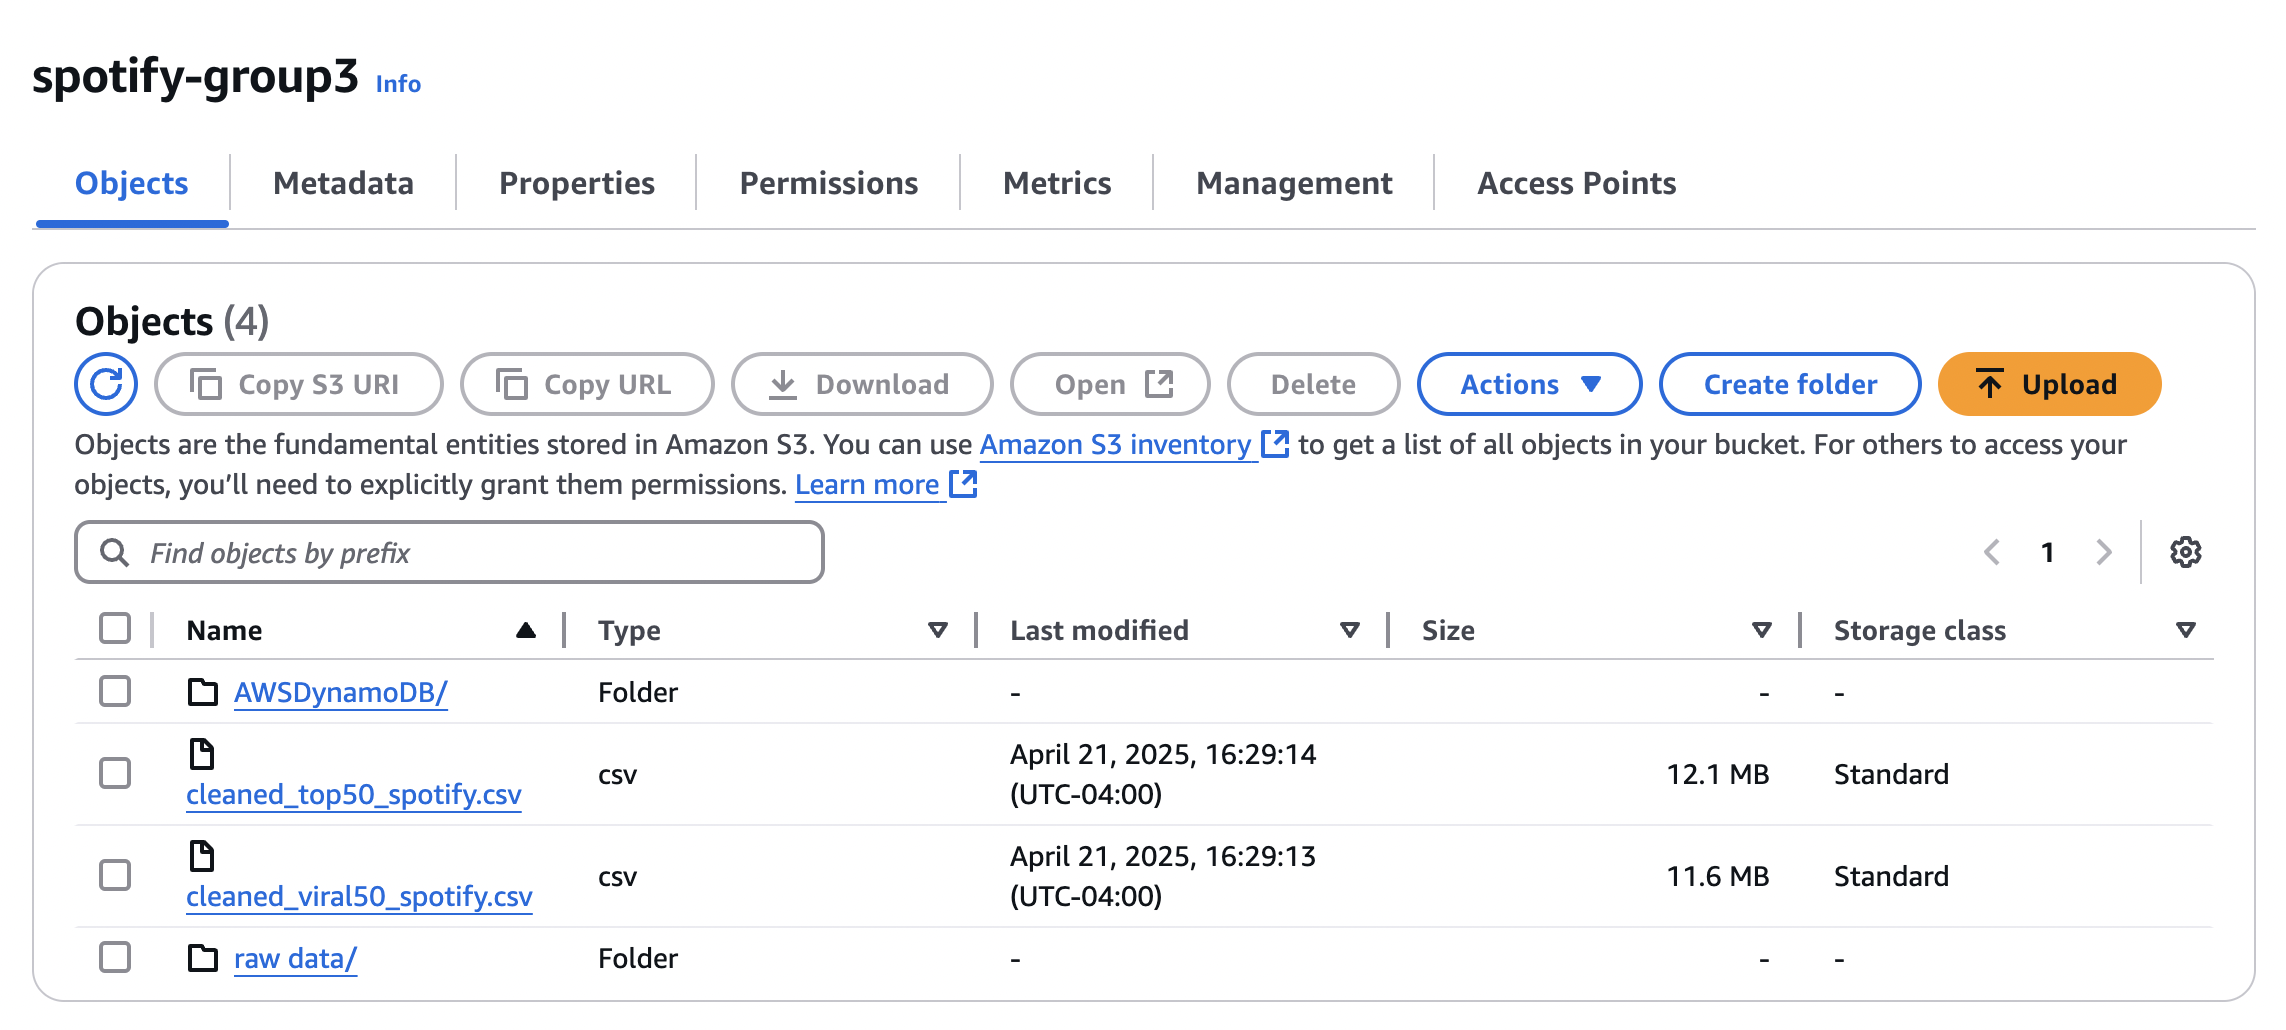 spotify-group3 Info
Objects Metadata Properties Permissions Metrics Management Access Points
Objects (4)
Copy S3 URI Copy URL Download Open Delete Actions Create folder Upload
Objects are the fundamental entities stored in Amazon S3. You can use Amazon S3 inventory to get a list of all objects in your bucket. For others to access your
objects, you’ll need to explicitly grant them permissions. Learn more
Find objects by prefix 1
Name Type Last modified Size Storage class
AWSDynamoDB/ Folder - - -
cleaned_top50_spotify.csv csv April 21, 2025, 16:29:14 (UTC-04:00) 12.1 MB Standard
cleaned_viral50_spotify.csv csv April 21, 2025, 16:29:13 (UTC-04:00) 11.6 MB Standard
raw data/ Folder - - -